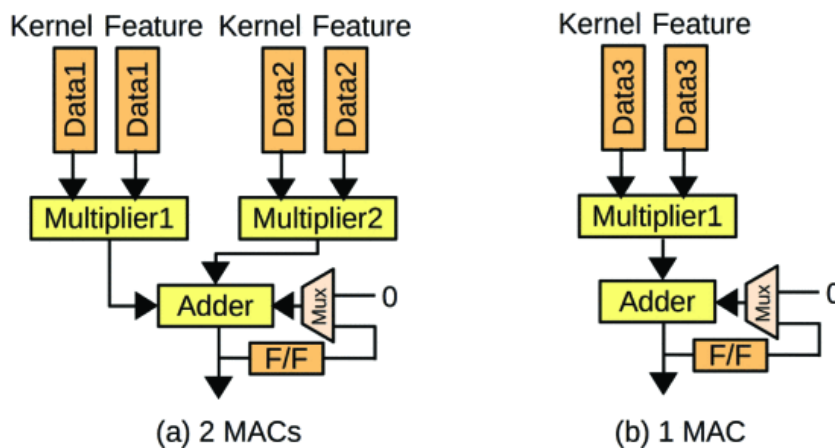 Kernel Feature Kernel Feature
Data1 Data1 Data2 Data2
Multiplier1 Multiplier2
Adder Mux 0
F/F
(a) 2 MACs
Kernel Feature
Data3 Data3
Multiplier1
Adder Mux 0
F/F
(b) 1 MAC